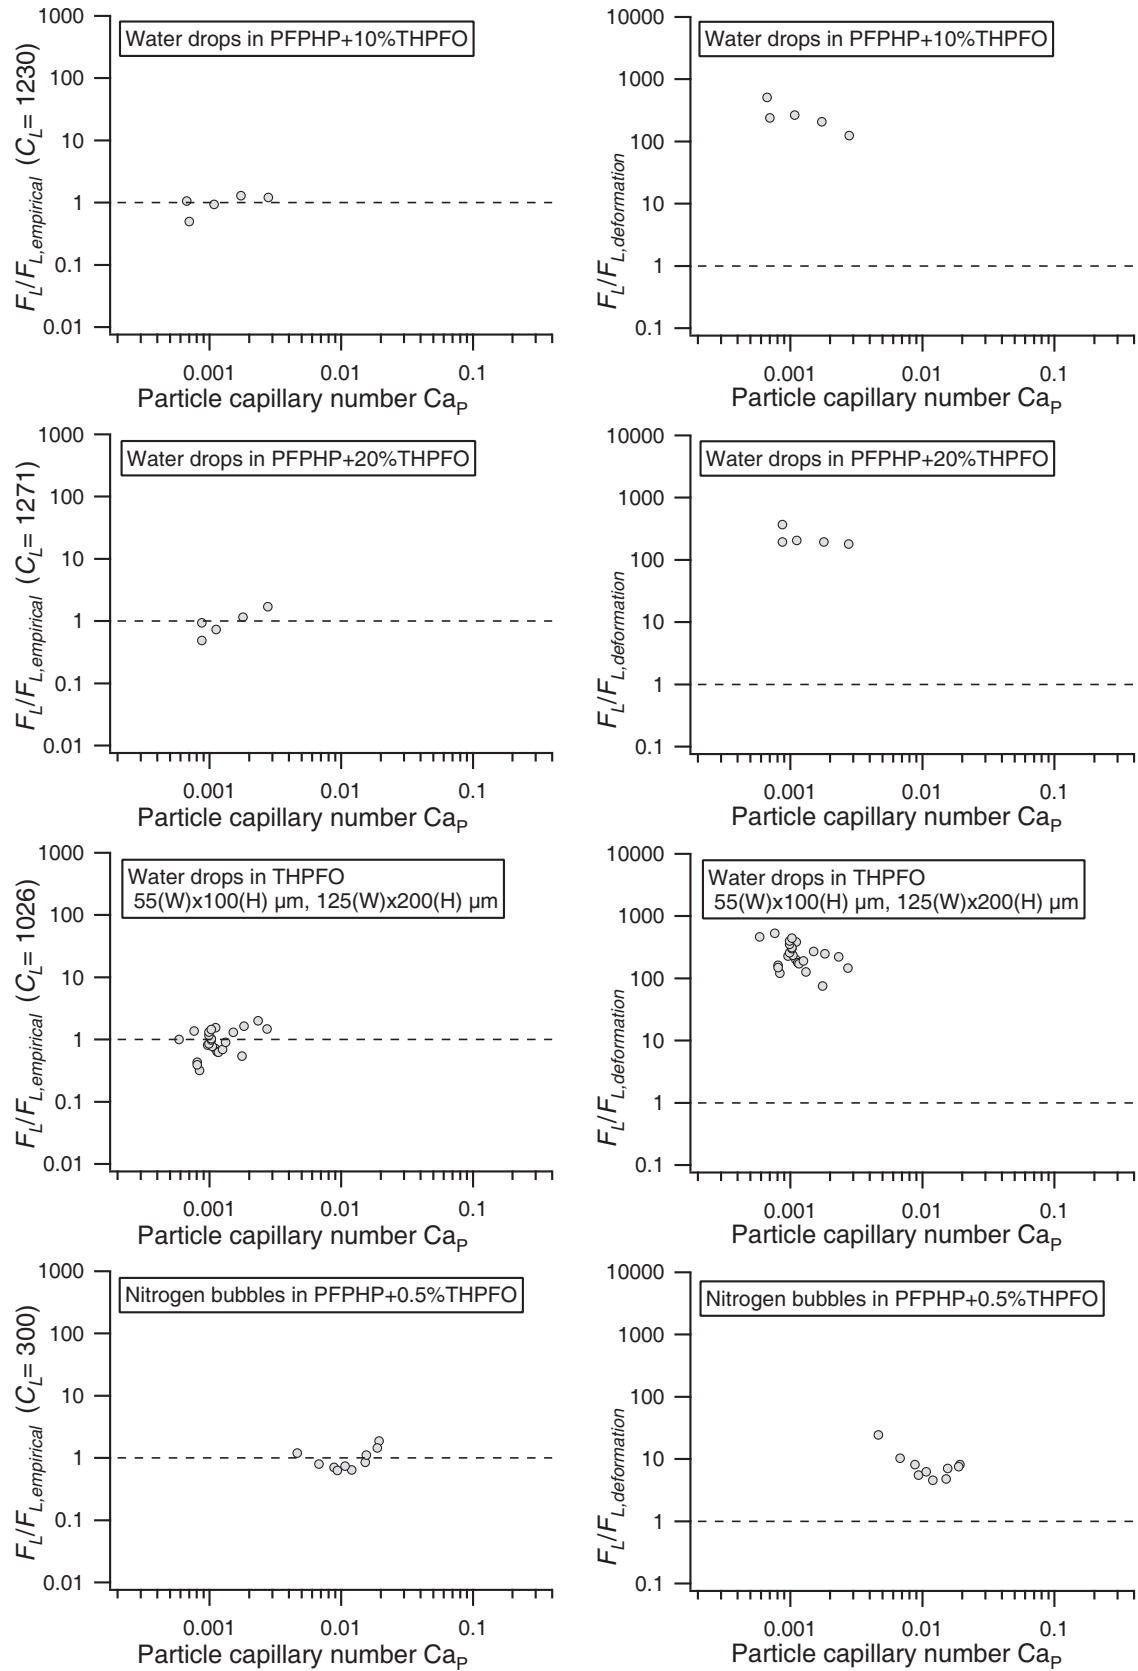 1000
100
10
1
0.1
0.01
F_L/F_L,empirical (C_L= 1230)
Water drops in PFPHP+10%THPFO
0.001 0.01 0.1
Particle capillary number Ca_P
10000
1000
100
10
1
0.1
F_L/F_L,deformation
Water drops in PFPHP+10%THPFO
0.001 0.01 0.1
Particle capillary number Ca_P
1000
100
10
1
0.1
0.01
F_L/F_L,empirical (C_L= 1271)
Water drops in PFPHP+20%THPFO
0.001 0.01 0.1
Particle capillary number Ca_P
10000
1000
100
10
1
0.1
F_L/F_L,deformation
Water drops in PFPHP+20%THPFO
0.001 0.01 0.1
Particle capillary number Ca_P
1000
100
10
1
0.1
0.01
F_L/F_L,empirical (C_L= 1026)
Water drops in THPFO
55(W)x100(H) µm, 125(W)x200(H) µm
0.001 0.01 0.1
Particle capillary number Ca_P
10000
1000
100
10
1
0.1
F_L/F_L,deformation
Water drops in THPFO
55(W)x100(H) µm, 125(W)x200(H) µm
0.001 0.01 0.1
Particle capillary number Ca_P
1000
100
10
1
0.1
0.01
F_L/F_L,empirical (C_L= 300)
Nitrogen bubbles in PFPHP+0.5%THPFO
0.001 0.01 0.1
Particle capillary number Ca_P
10000
1000
100
10
1
0.1
F_L/F_L,deformation
Nitrogen bubbles in PFPHP+0.5%THPFO
0.001 0.01 0.1
Particle capillary number Ca_P